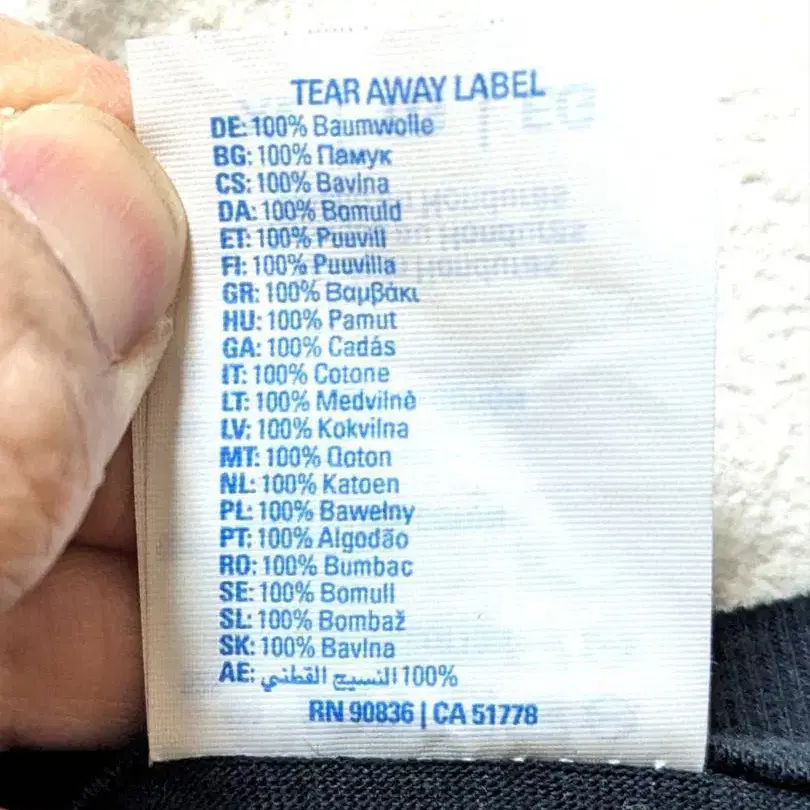 TEAR AWAY LABEL
DE: 100% Baumwolle
BG: 100% Памук
CS: 100% Bavlna
DA: 100% Bomuld
ET: 100% Puuvill
FI: 100% Puuvilla
GR: 100% Βαμβάκι
HU: 100% Pamut
GA: 100% Cadás
IT: 100% Cotone
LT: 100% Medvilnė
LV: 100% Kokvilna
MT: 100% Qoton
NL: 100% Katoen
PL: 100% Bawełny
PT: 100% Algodão
RO: 100% Bumbac
SE: 100% Bomull
SL: 100% Bombaž
SK: 100% Bavlna
AE: النسيج القطني 100%
RN 90836 | CA 51778